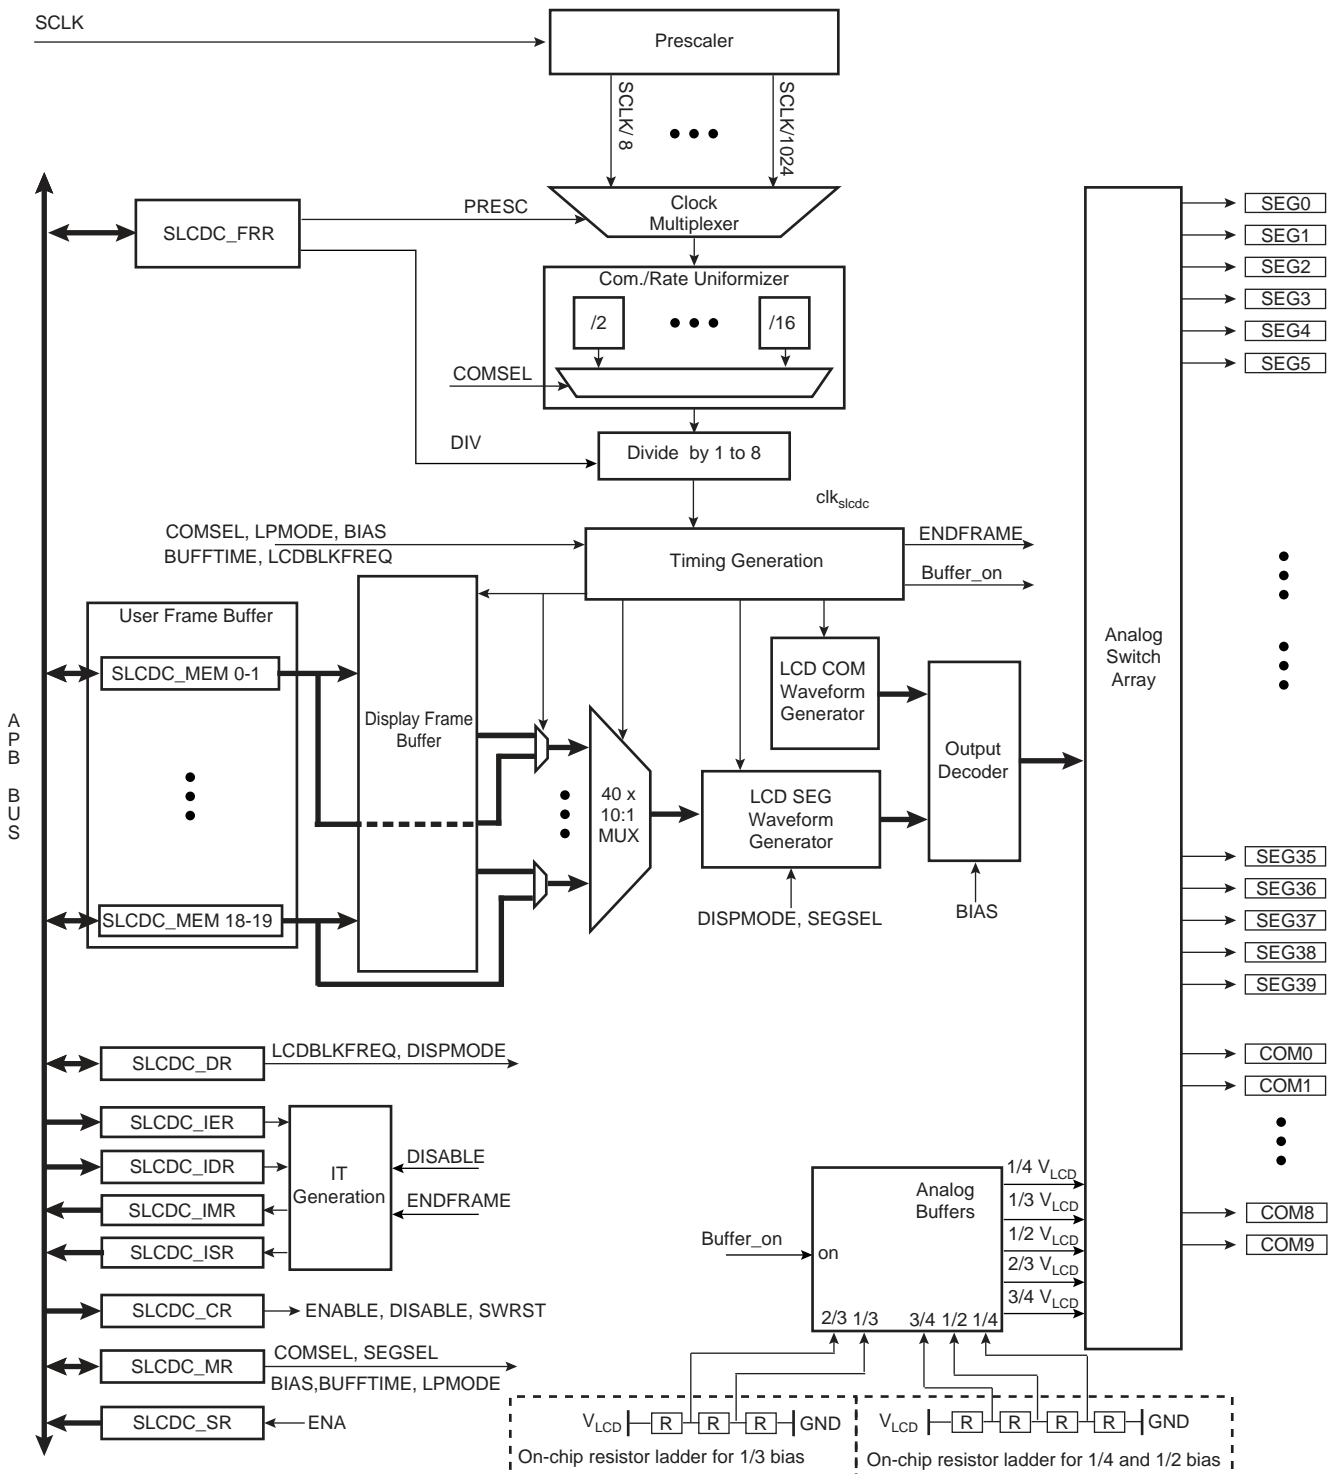 SCLK
Prescaler
SCLK/ 8
SCLK/1024
PRESC
Clock
Multiplexer
SLCDC_FRR
Com./Rate Uniformizer
/2
/16
COMSEL
DIV
Divide by 1 to 8
clkslcdc
COMSEL, LPMODE, BIAS
BUFFTIME, LCDBLKFREQ
Timing Generation
ENDFRAME
Buffer_on
User Frame Buffer
SLCDC_MEM 0-1
SLCDC_MEM 18-19
Display Frame
Buffer
40 x
10:1
MUX
LCD COM
Waveform
Generator
LCD SEG
Waveform
Generator
DISPMODE, SEGSEL
Output
Decoder
BIAS
Analog
Switch
Array
SEG0
SEG1
SEG2
SEG3
SEG4
SEG5
SEG35
SEG36
SEG37
SEG38
SEG39
COM0
COM1
COM8
COM9
APB BUS
SLCDC_DR
LCDBLKFREQ, DISPMODE
SLCDC_IER
SLCDC_IDR
SLCDC_IMR
SLCDC_ISR
IT
Generation
DISABLE
ENDFRAME
SLCDC_CR
ENABLE, DISABLE, SWRST
SLCDC_MR
COMSEL, SEGSEL
BIAS,BUFFTIME, LPMODE
SLCDC_SR
ENA
Buffer_on
on
Analog
Buffers
1/4 VLCD
1/3 VLCD
1/2 VLCD
2/3 VLCD
3/4 VLCD
2/3 1/3 3/4 1/2 1/4
VLCD R R R GND
On-chip resistor ladder for 1/3 bias
VLCD R R R R GND
On-chip resistor ladder for 1/4 and 1/2 bias